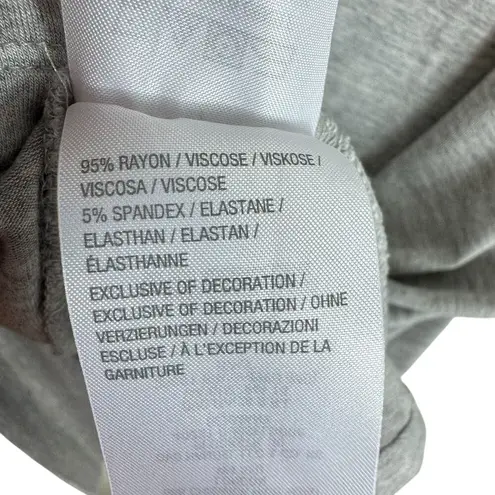 95% RAYON / VISCOSE / VISKOSE /
VISCOSA / VISCOSE
5% SPANDEX / ELASTANE /
ELASTHAN / ELASTAN /
ÉLASTHANNE
EXCLUSIVE OF DECORATION /
EXCLUSIVE OF DECORATION / OHNE
VERZIERUNGEN / DECORAZIONI
ESCLUSE / À L'EXCEPTION DE LA
GARNITURE